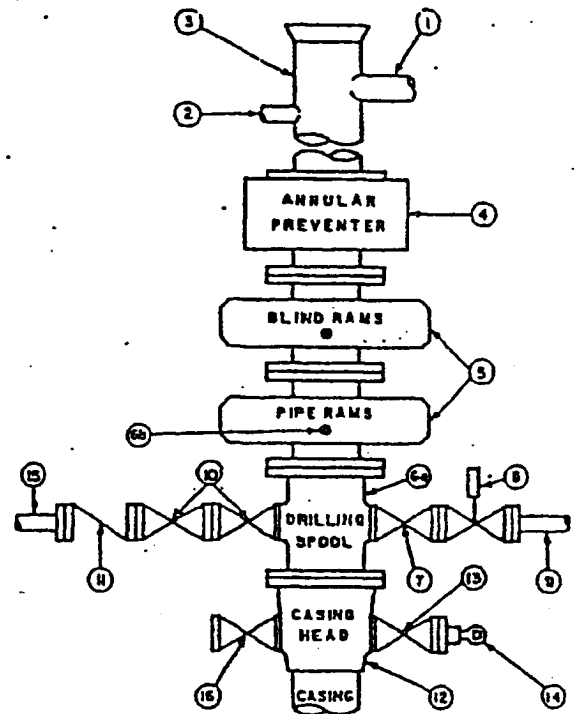 3
1
2
ANNULAR
PREVENTER
4
BLIND RAMS
5
PIPE RAMS
6b
15
10
6a
8
DRILLING
SPOOL
11
7
9
13
CASING
HEAD
16
12
14
CASING